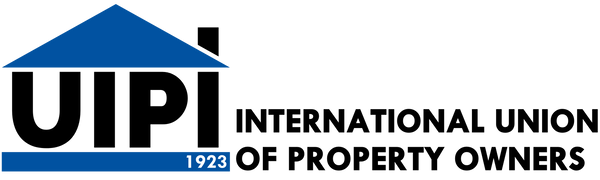 UIPI
1923
INTERNATIONAL UNION
OF PROPERTY OWNERS